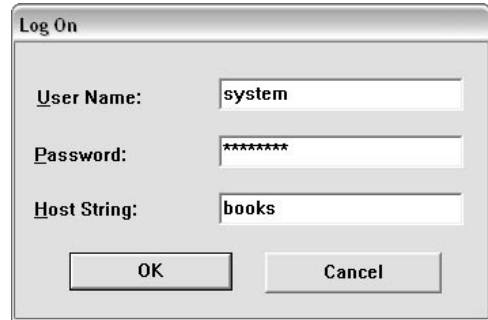 Log On
User Name: system
Password: ********
Host String: books
OK Cancel